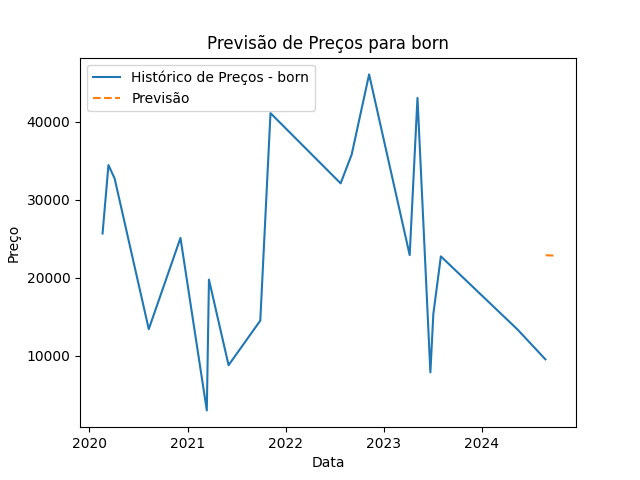 Previsão de Preços para born
Histórico de Preços - born
Previsão
Preço
40000
30000
20000
10000
2020
2021
2022
2023
2024
Data